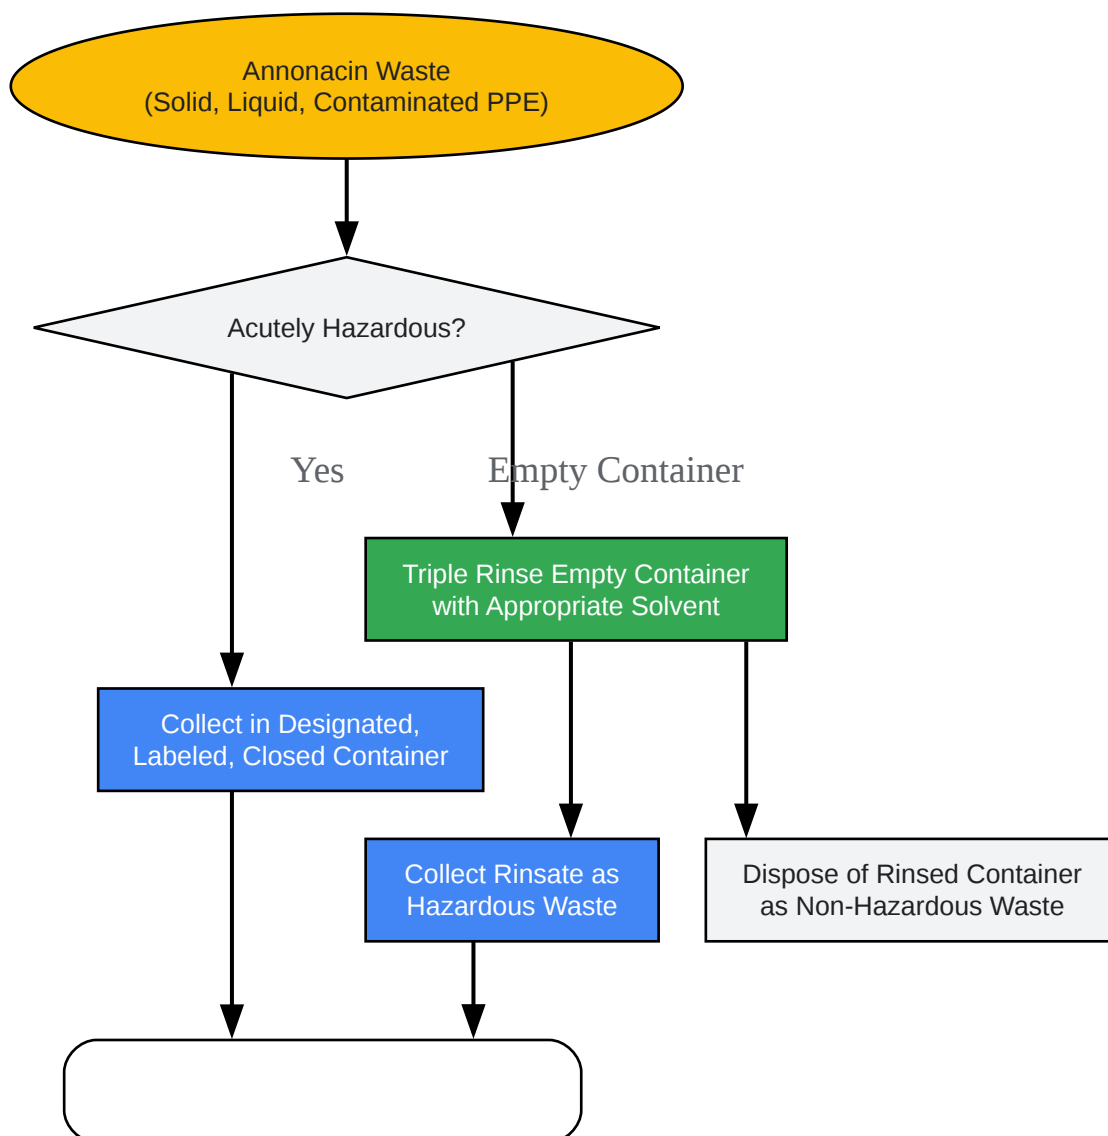 Annonacin Waste
(Solid, Liquid, Contaminated PPE)
Acutely Hazardous?
Yes
Empty Container
Triple Rinse Empty Container
with Appropriate Solvent
Collect in Designated,
Labeled, Closed Container
Collect Rinsate as
Hazardous Waste
Dispose of Rinsed Container
as Non-Hazardous Waste